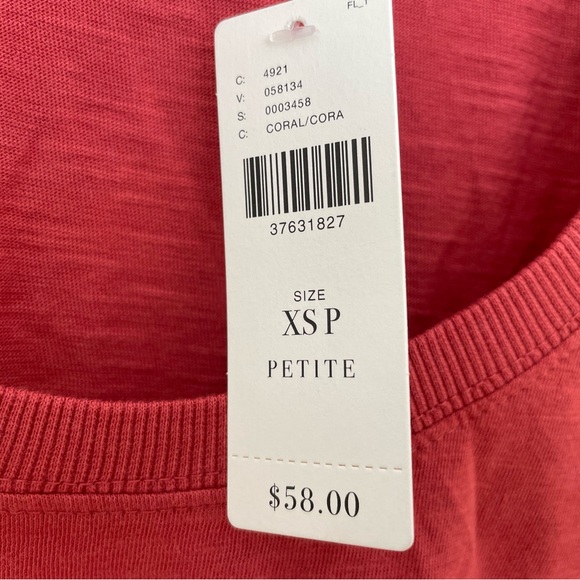 FL_1
C: 4921
V: 058134
S: 0003458
C: CORAL/CORA
37631827
SIZE
XS P
PETITE
$58.00